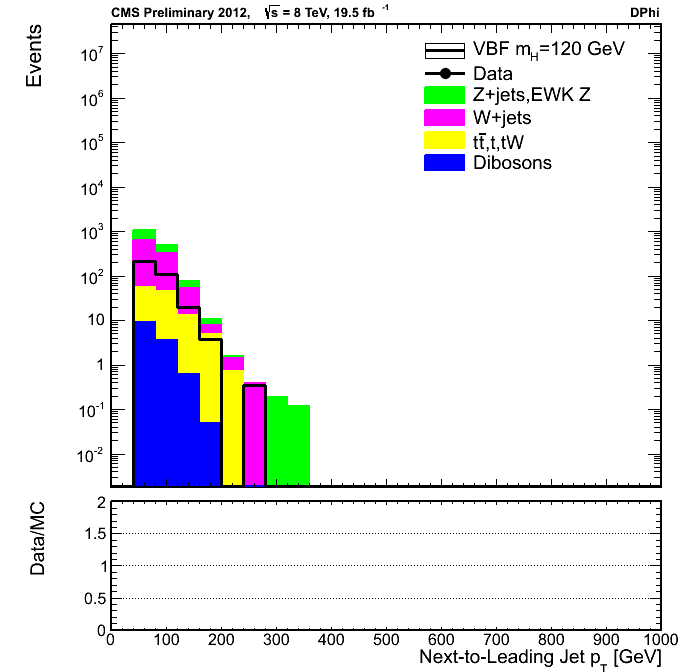 CMS Preliminary 2012, √s = 8 TeV, 19.5 fb⁻¹ DPhi
Events
10⁷
10⁶
10⁵
10⁴
10³
10²
10
1
10⁻¹
10⁻²
VBF m_H=120 GeV
Data
Z+jets,EWK Z
W+jets
tt̄,t,tW
Dibosons
Data/MC
2
1.5
1
0.5
0
0 100 200 300 400 500 600 700 800 900 1000
Next-to-Leading Jet p_T [GeV]